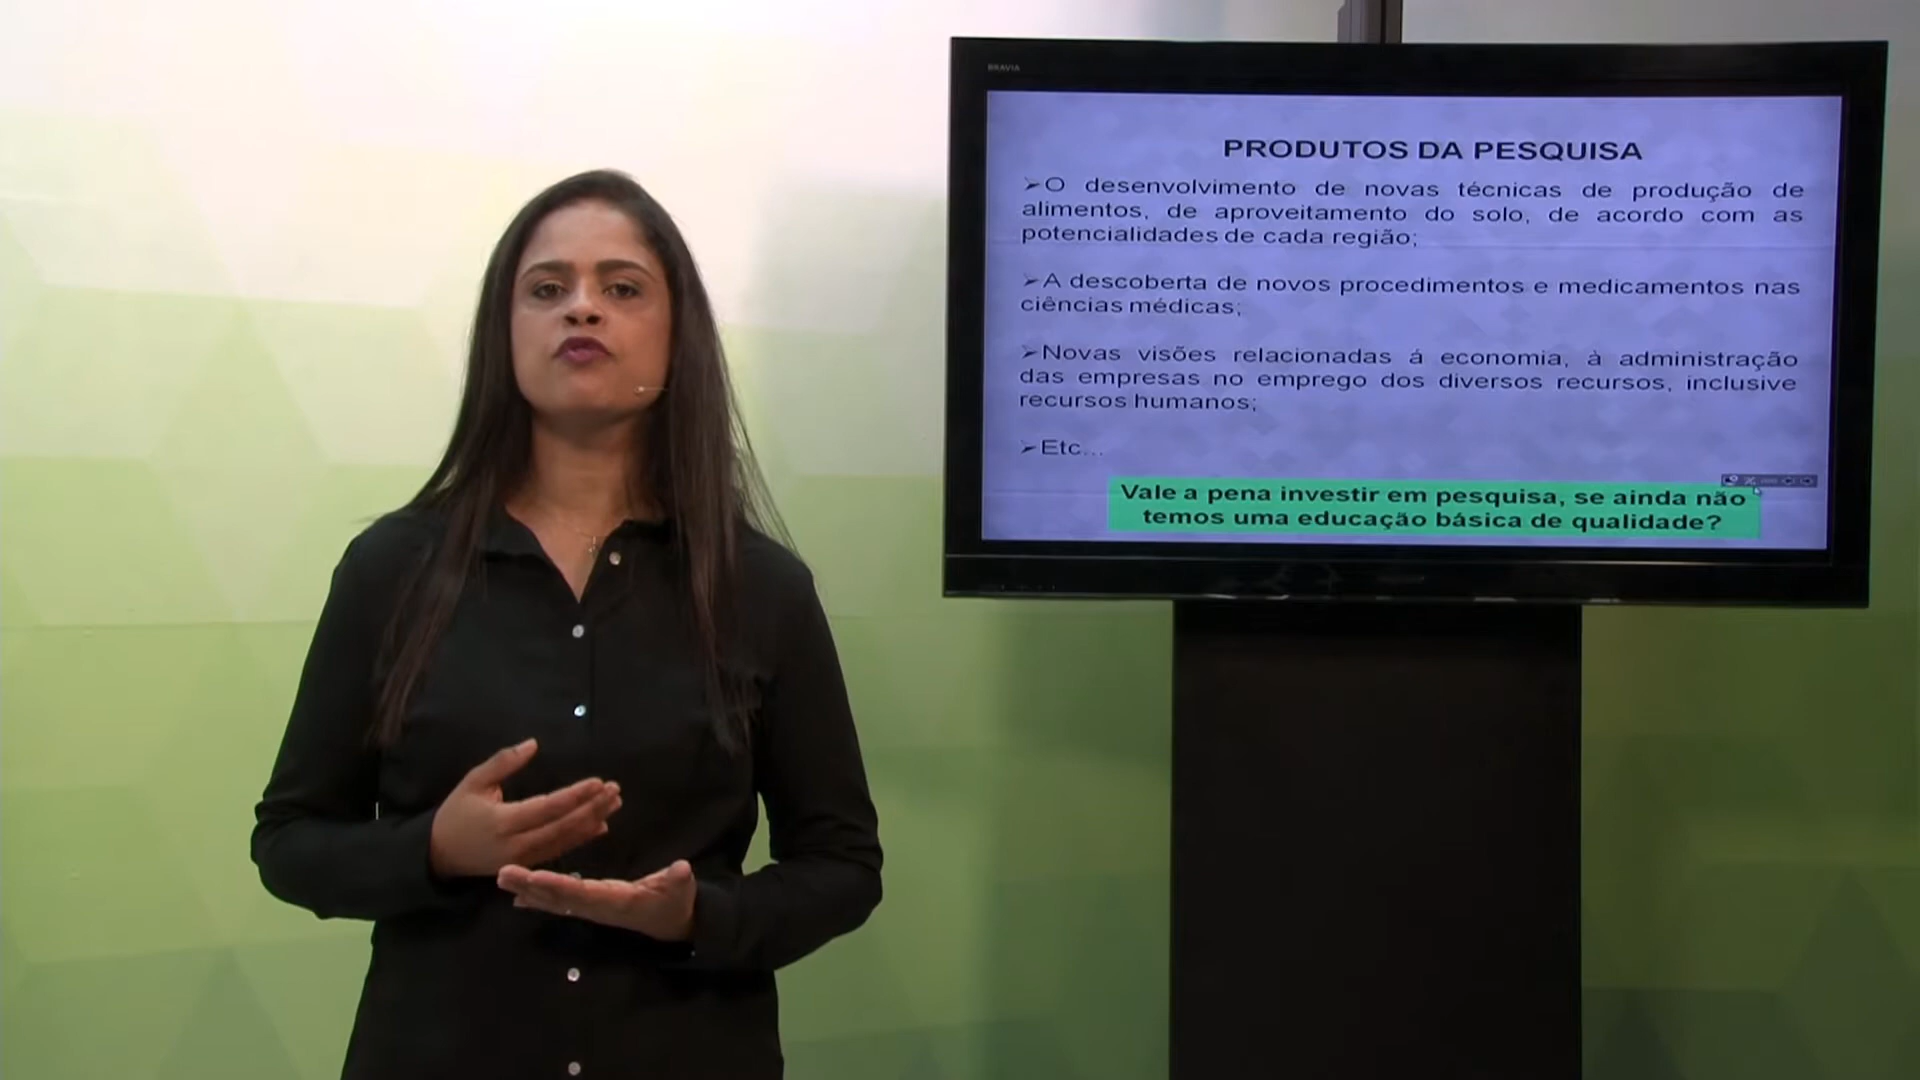 BRAVIA
PRODUTOS DA PESQUISA
➢O desenvolvimento de novas técnicas de produção de
alimentos, de aproveitamento do solo, de acordo com as
potencialidades de cada região;
➢A descoberta de novos procedimentos e medicamentos nas
ciências médicas;
➢Novas visões relacionadas á economia, à administração
das empresas no emprego dos diversos recursos, inclusive
recursos humanos;
➢Etc...
Vale a pena investir em pesquisa, se ainda não
temos uma educação básica de qualidade?